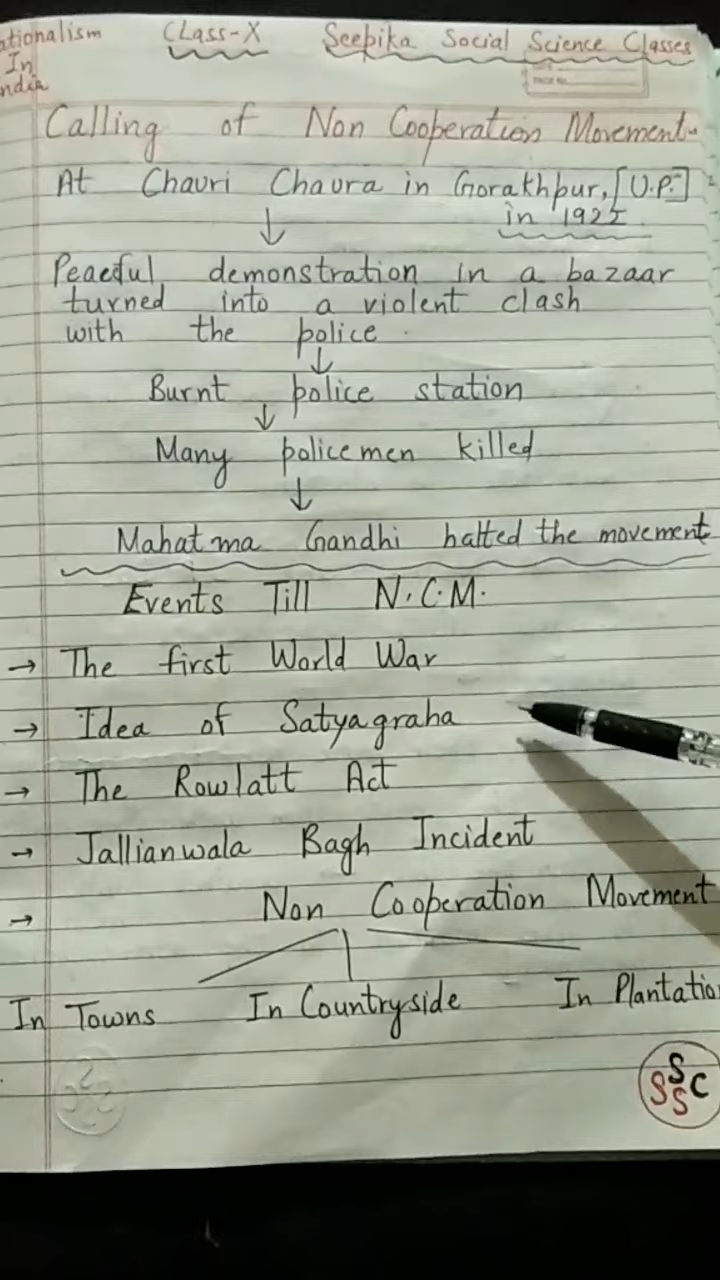 ationalism CLass-X Seepika Social Science Classes
In
ndia
Calling of Non Cooperation Movement-
At Chauri Chaura in Gorakhpur, [U.P.]
in 1922
↓
Peaceful demonstration in a bazaar
turned into a violent clash
with the police.
↓
Burnt police station
↓
Many policemen killed
↓
Mahatma Gandhi halted the movement
Events Till N.C.M.
→ The first World War
→ Idea of Satyagraha
→ The Rowlatt Act
→ Jallianwala Bagh Incident
→ Non Cooperation Movement
In Towns In Countryside In Plantatio
SSSC